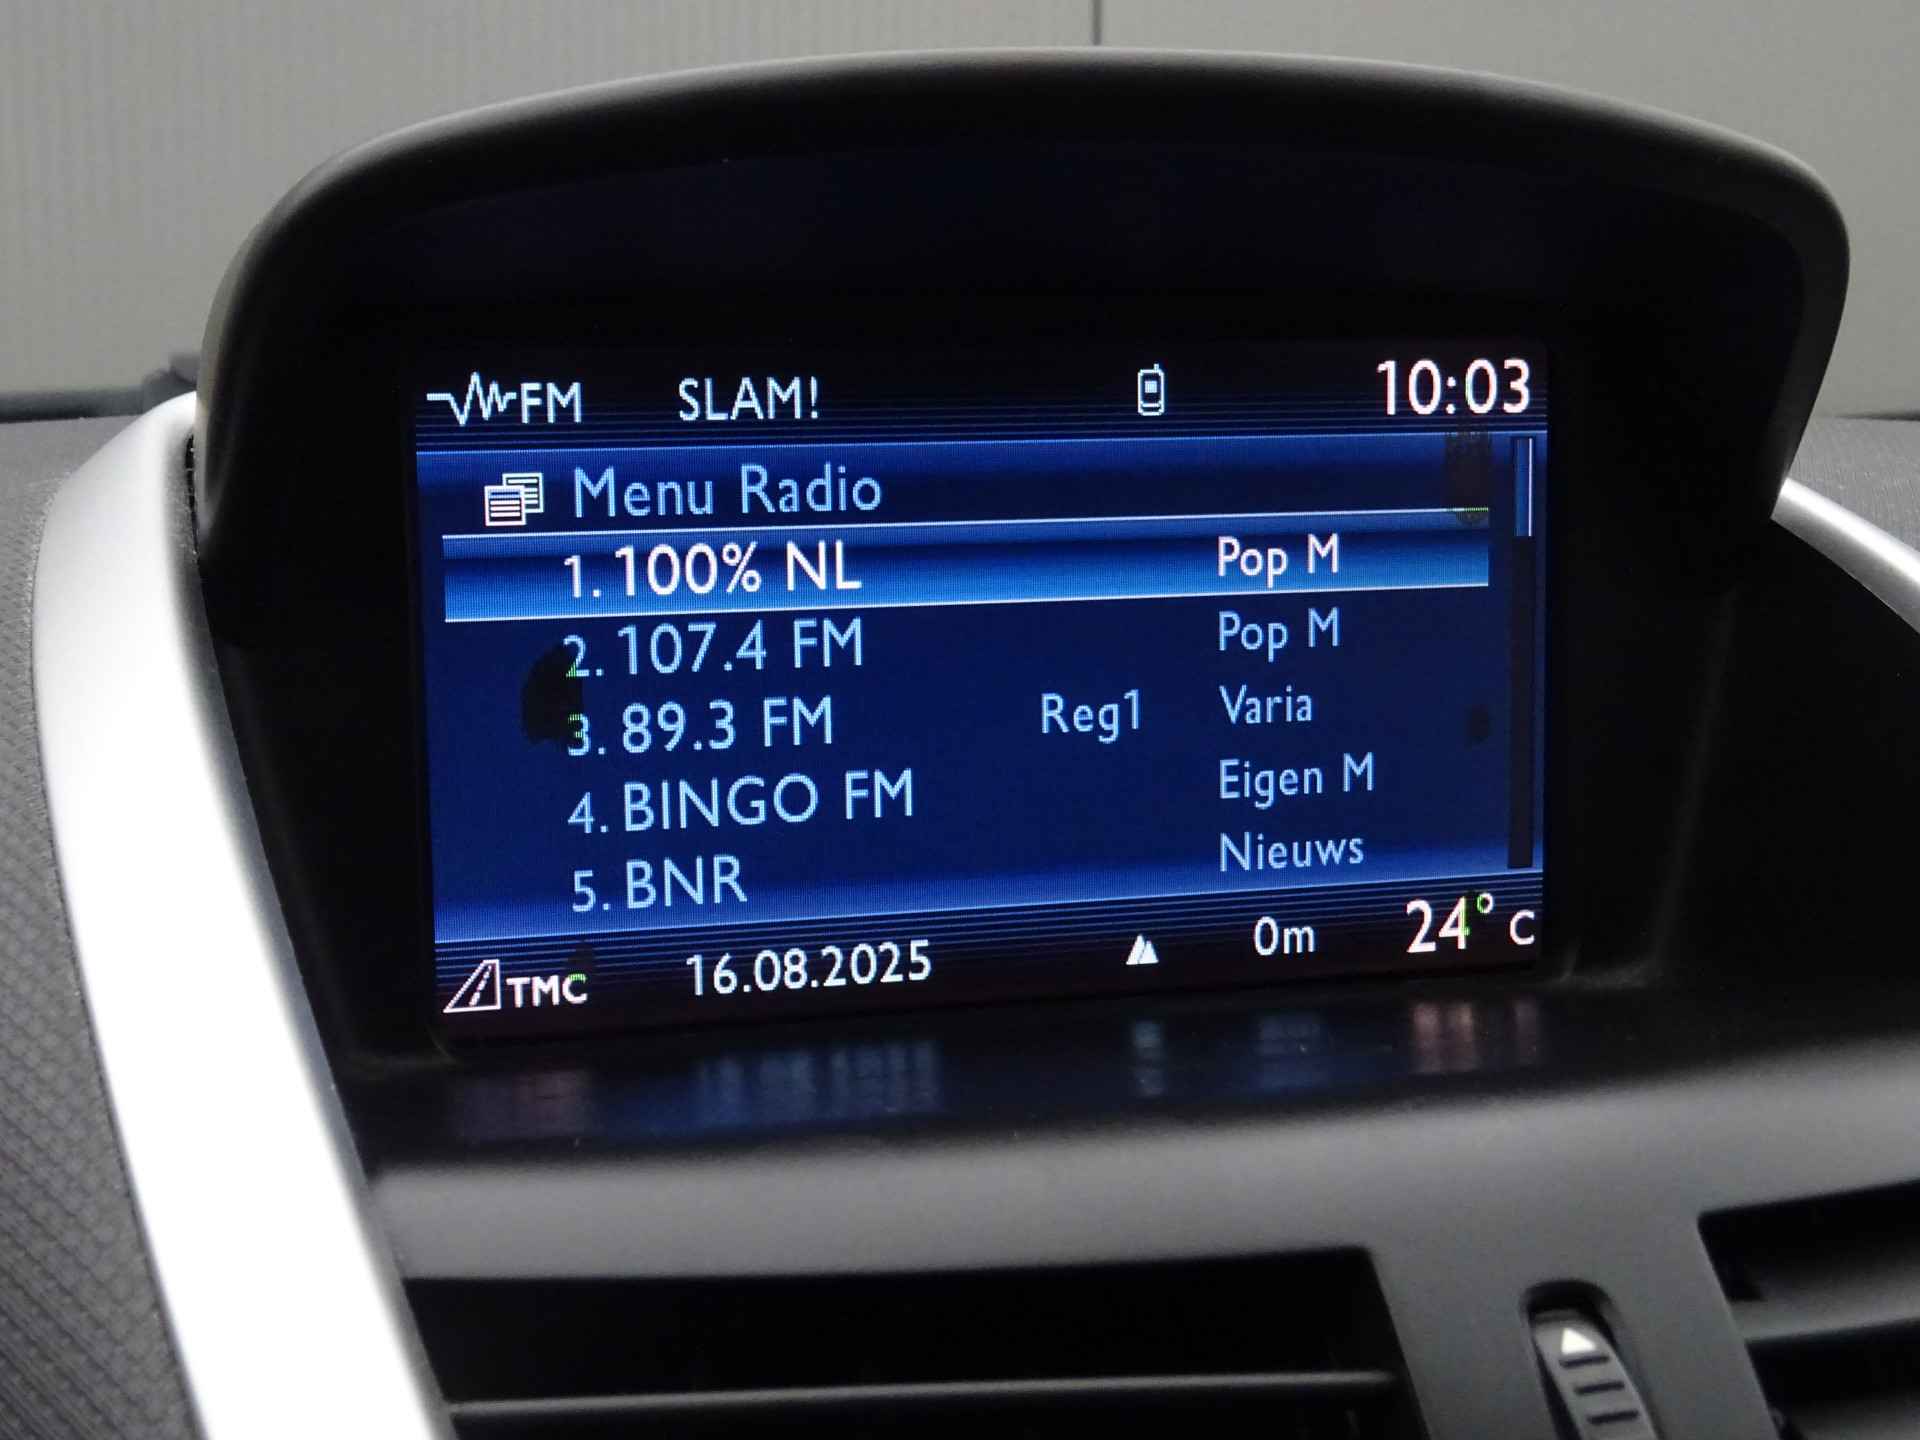 FM SLAM! 10:03
Menu Radio
1. 100% NL Pop M
2. 107.4 FM Pop M
3. 89.3 FM Reg1 Varia
4. BINGO FM Eigen M
5. BNR Nieuws
TMC 16.08.2025 0m 24° C